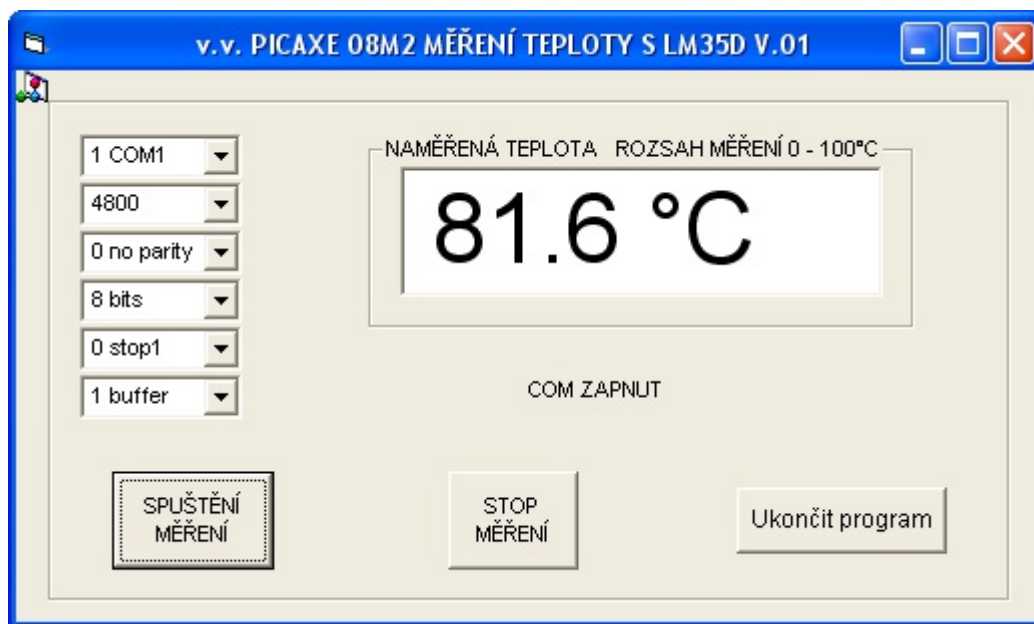 v.v. PICAXE 08M2 MĚŘENÍ TEPLOTY S LM35D V.01
1 COM1
4800
0 no parity
8 bits
0 stop1
1 buffer
NAMĚŘENÁ TEPLOTA ROZSAH MĚŘENÍ 0 - 100°C
81.6 °C
COM ZAPNUT
SPUŠTĚNÍ
MĚŘENÍ
STOP
MĚŘENÍ
Ukončit program